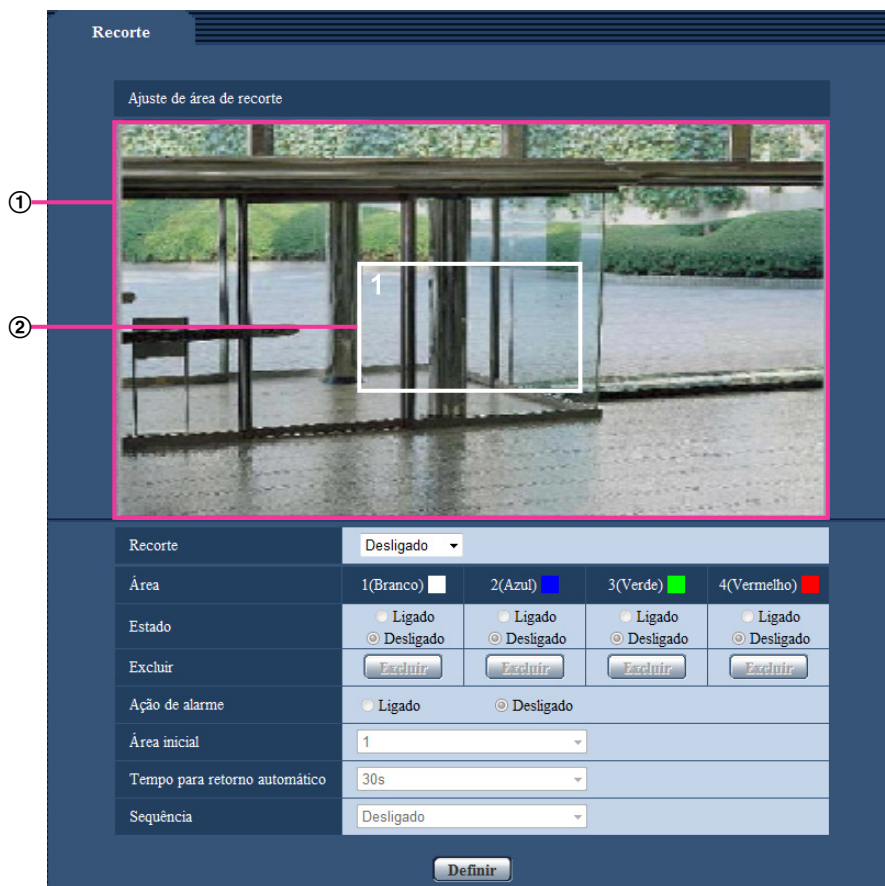 Recorte
Ajuste de área de recorte
①
②
1
Recorte Desligado
Área 1(Branco) 2(Azul) 3(Verde) 4(Vermelho)
Estado Ligado Ligado Ligado Ligado
Desligado Desligado Desligado Desligado
Excluir Excluir Excluir Excluir Excluir
Ação de alarme Ligado Desligado
Área inicial 1
Tempo para retorno automático 30s
Sequência Desligado
Definir